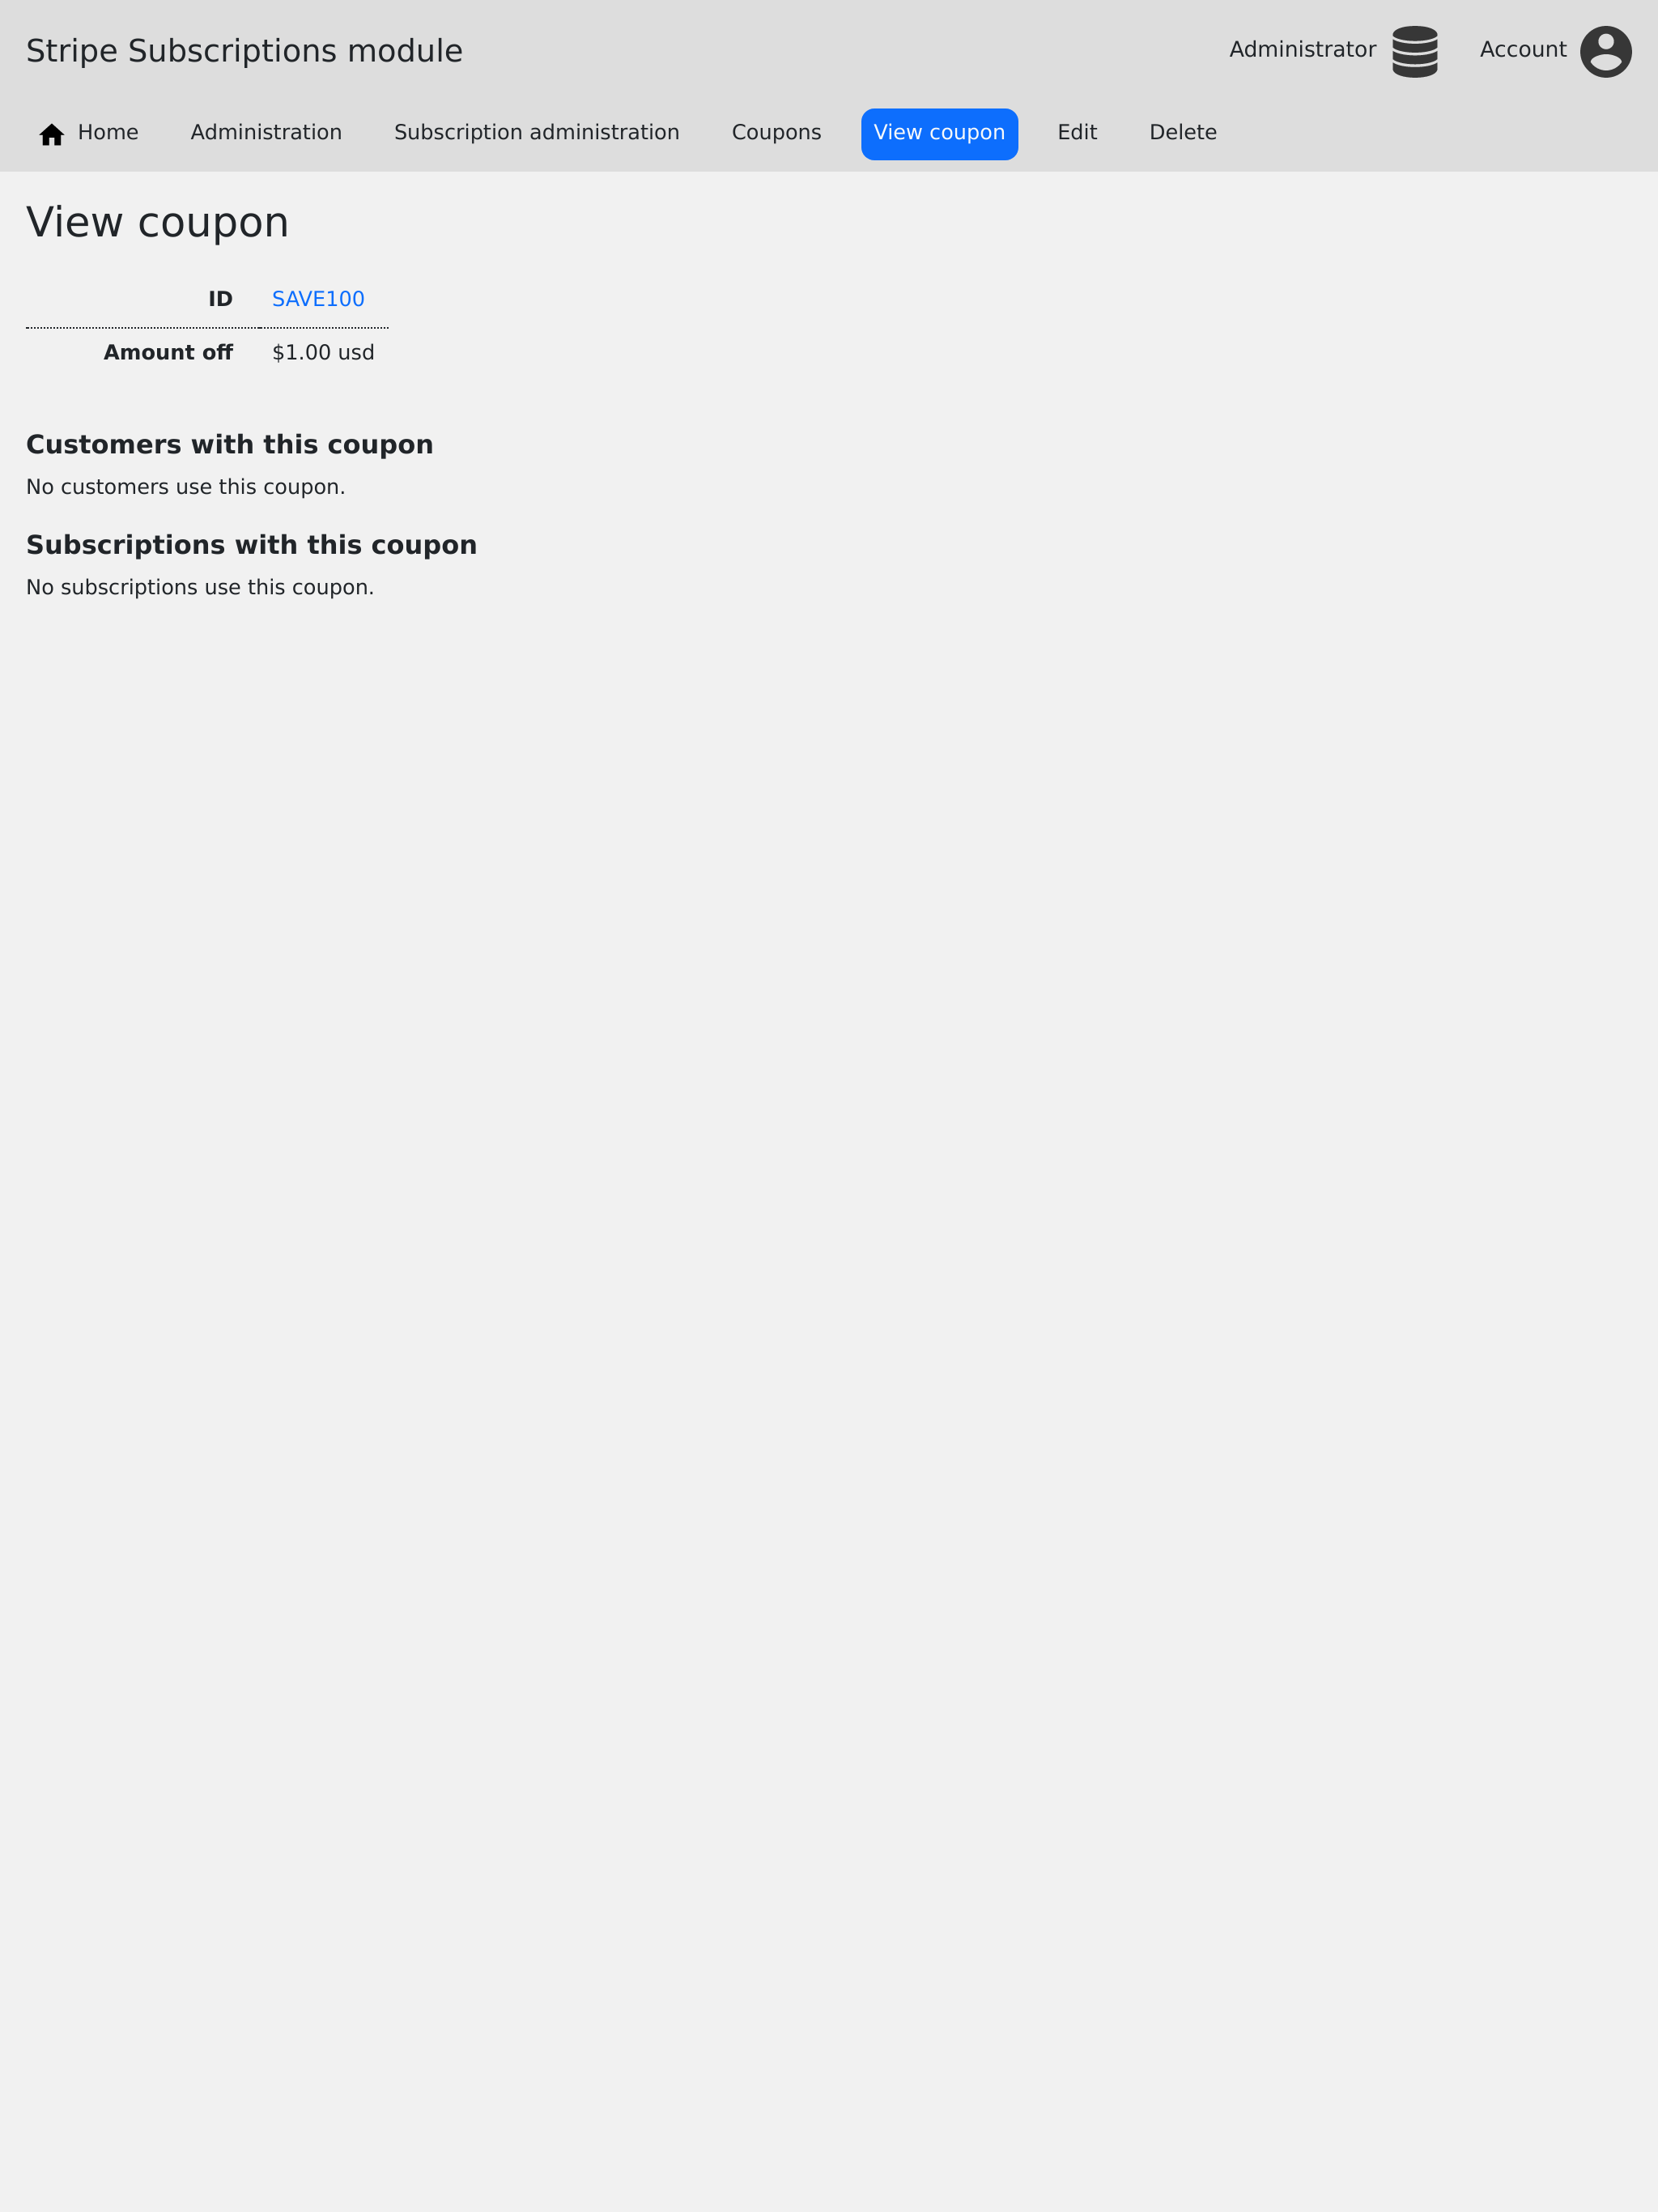 Stripe Subscriptions module
Administrator
Account
Home Administration Subscription administration Coupons View coupon Edit Delete
View coupon
ID SAVE100
Amount off $1.00 usd
Customers with this coupon
No customers use this coupon.
Subscriptions with this coupon
No subscriptions use this coupon.